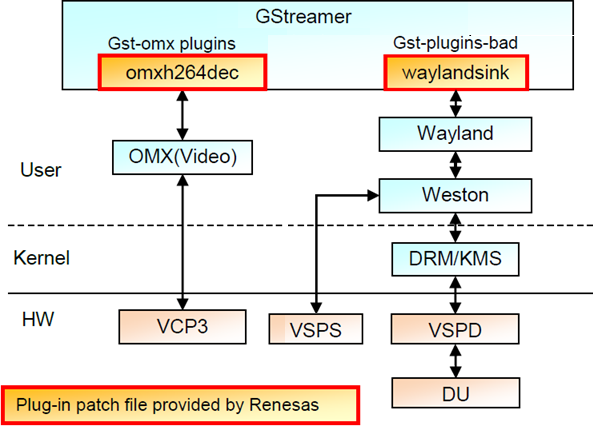 GStreamer
Gst-omx plugins
Gst-plugins-bad
omxh264dec
waylandsink
OMX(Video)
Wayland
User
Weston
Kernel
DRM/KMS
HW
VCP3
VSPS
VSPD
Plug-in patch file provided by Renesas
DU